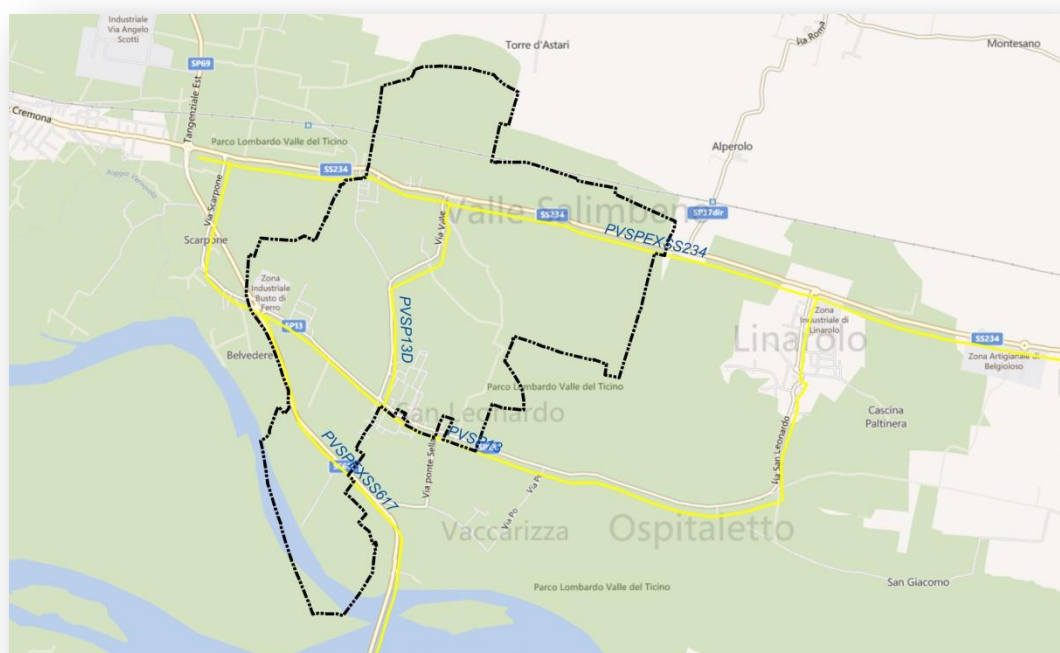 Industriale
Via Angelo
Scotti
Torre d'Astari
Via Roma
Montesano
SP69
Cremona
Tangenziale Est
Parco Lombardo Valle del Ticino
Alperolo
SS234
Via Scarpone
Valle Salimbene
SS234
SP37dir
Scarpone
Via Valle
PVSPEXSS234
Zona
Industriale
Busto di
Ferro
SP13
PVSP13D
Zona
Industriale di
Linarolo
Linarolo
SS234
Belvedere
Zona Artigianale di
Belgioioso
Parco Lombardo Valle del Ticino
San Leonardo
Cascina
Paltinera
PVSP13
PVSPEXSS617
Via ponte Sella
Via San Leonardo
Via Po
Via Po
Vaccarizza
Ospitaletto
San Giacomo
Parco Lombardo Valle del Ticino